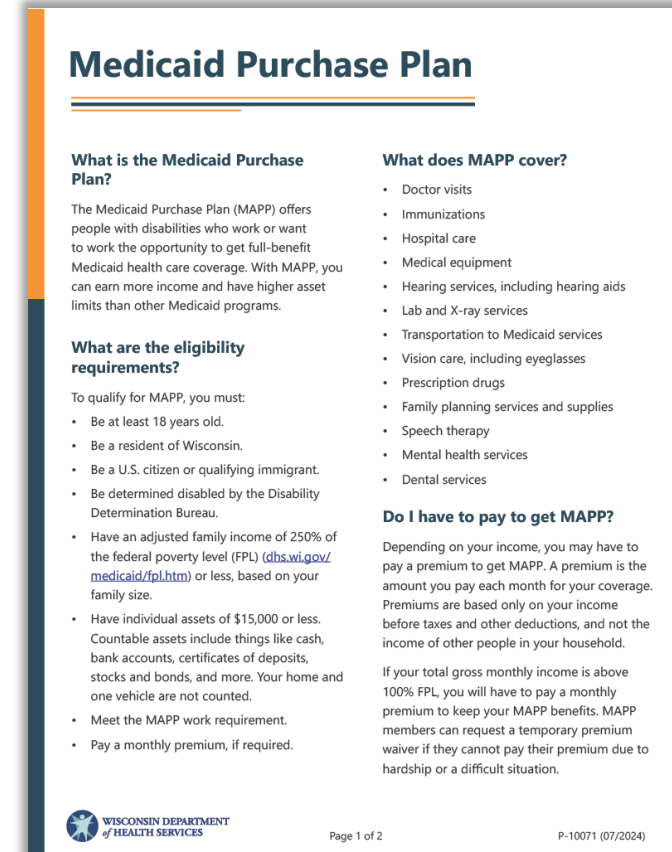 Medicaid Purchase Plan
What is the Medicaid Purchase
Plan?
The Medicaid Purchase Plan (MAPP) offers
people with disabilities who work or want
to work the opportunity to get full-benefit
Medicaid health care coverage. With MAPP, you
can earn more income and have higher asset
limits than other Medicaid programs.
What are the eligibility
requirements?
To qualify for MAPP, you must:
• Be at least 18 years old.
• Be a resident of Wisconsin.
• Be a U.S. citizen or qualifying immigrant.
• Be determined disabled by the Disability
Determination Bureau.
• Have an adjusted family income of 250% of
the federal poverty level (FPL) (dhs.wi.gov/
medicaid/fpl.htm) or less, based on your
family size.
• Have individual assets of $15,000 or less.
Countable assets include things like cash,
bank accounts, certificates of deposits,
stocks and bonds, and more. Your home and
one vehicle are not counted.
• Meet the MAPP work requirement.
• Pay a monthly premium, if required.
What does MAPP cover?
• Doctor visits
• Immunizations
• Hospital care
• Medical equipment
• Hearing services, including hearing aids
• Lab and X-ray services
• Transportation to Medicaid services
• Vision care, including eyeglasses
• Prescription drugs
• Family planning services and supplies
• Speech therapy
• Mental health services
• Dental services
Do I have to pay to get MAPP?
Depending on your income, you may have to
pay a premium to get MAPP. A premium is the
amount you pay each month for your coverage.
Premiums are based only on your income
before taxes and other deductions, and not the
income of other people in your household.
If your total gross monthly income is above
100% FPL, you will have to pay a monthly
premium to keep your MAPP benefits. MAPP
members can request a temporary premium
waiver if they cannot pay their premium due to
hardship or a difficult situation.
WISCONSIN DEPARTMENT
of HEALTH SERVICES
Page 1 of 2
P-10071 (07/2024)